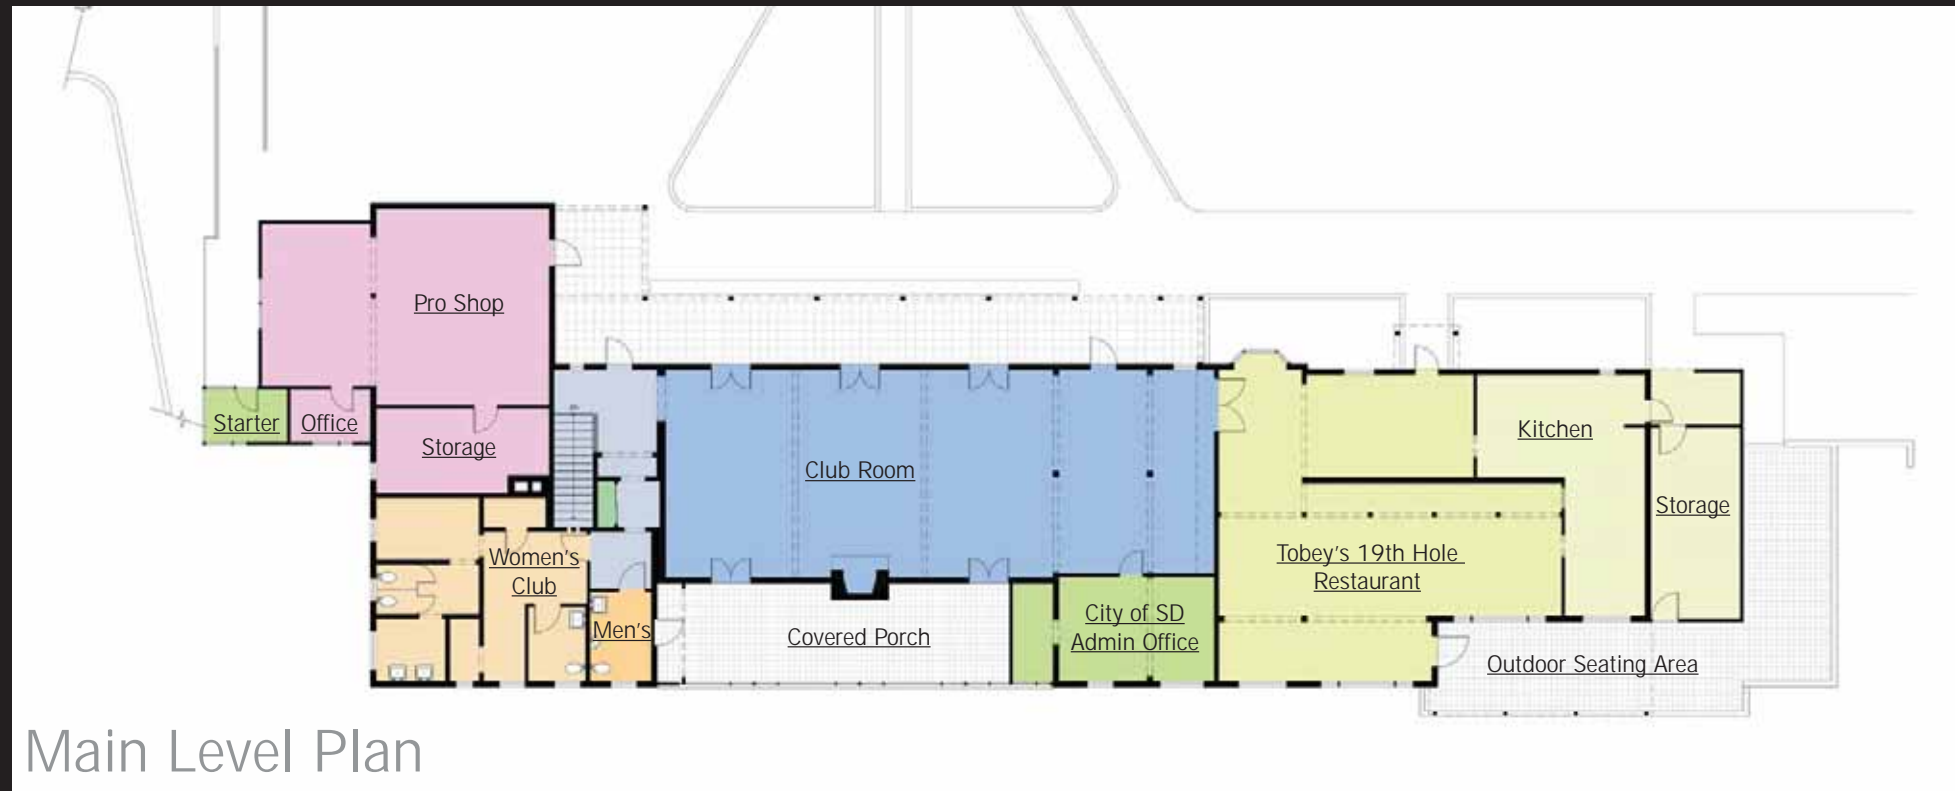 Pro Shop
Starter
Office
Storage
Club Room
Kitchen
Storage
Women's
Club
Men's
Covered Porch
City of SD
Admin Office
Tobey's 19th Hole
Restaurant
Outdoor Seating Area
Main Level Plan